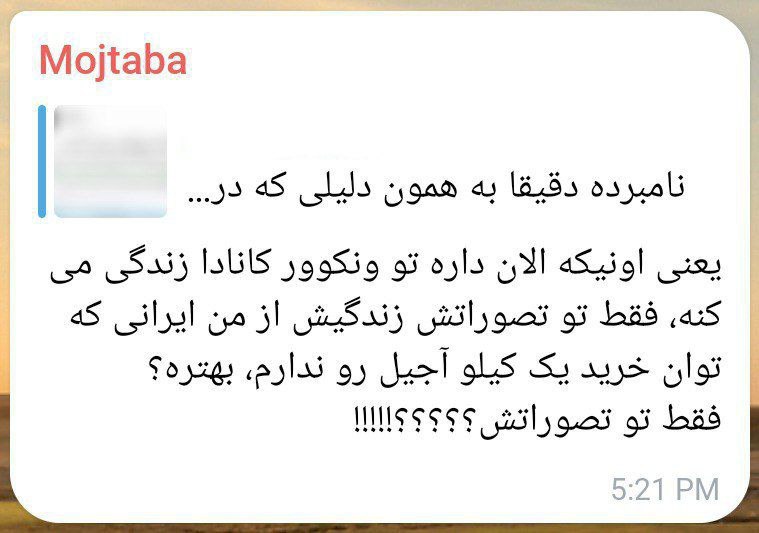 Mojtaba
نامبرده دقیقا به همون دلیلی که در...
یعنی اونیکه الان داره تو ونکوور کانادا زندگی می
کنه، فقط تو تصوراتش زندگیش از من ایرانی که
توان خرید یک کیلو آجیل رو ندارم، بهتره؟
فقط تو تصوراتش؟؟؟؟؟!!!!!
5:21 PM